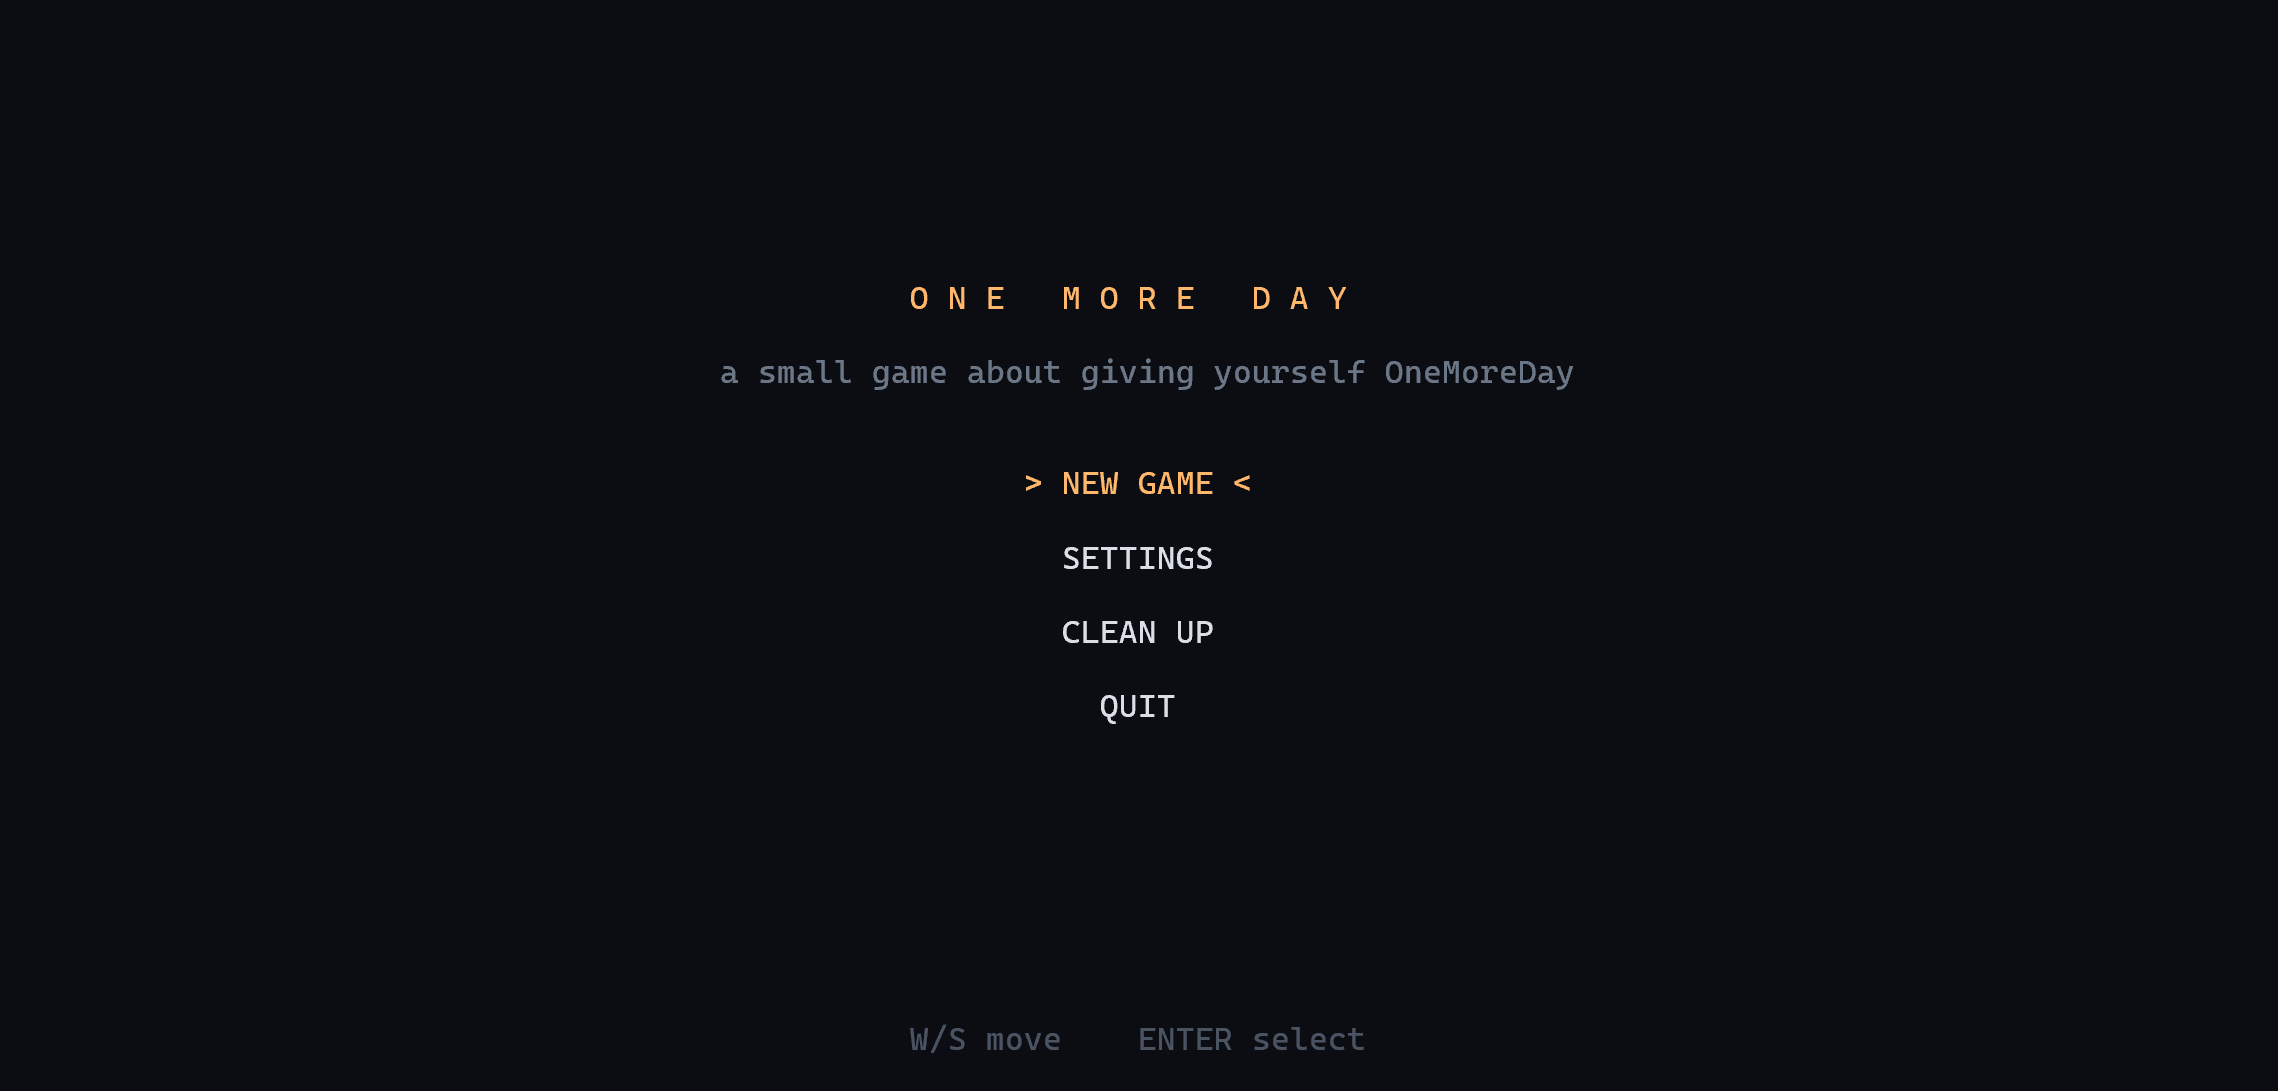 O N E   M O R E   D A Y
a small game about giving yourself OneMoreDay
> NEW GAME <
SETTINGS
CLEAN UP
QUIT
W/S move    ENTER select